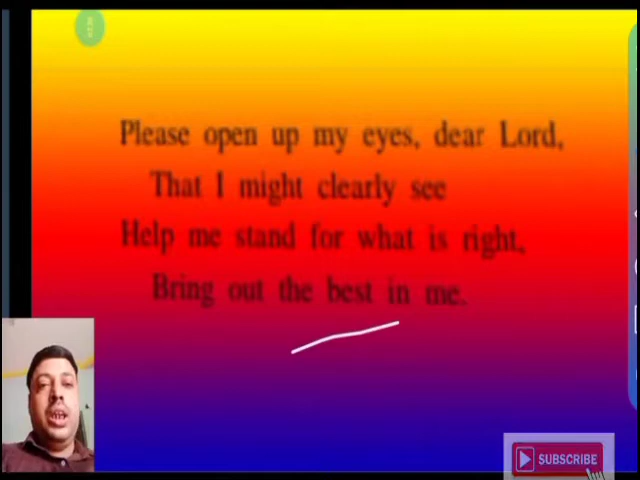 Please open up my eyes, dear Lord,
That I might clearly see
Help me stand for what is right,
Bring out the best in me.
SUBSCRIBE